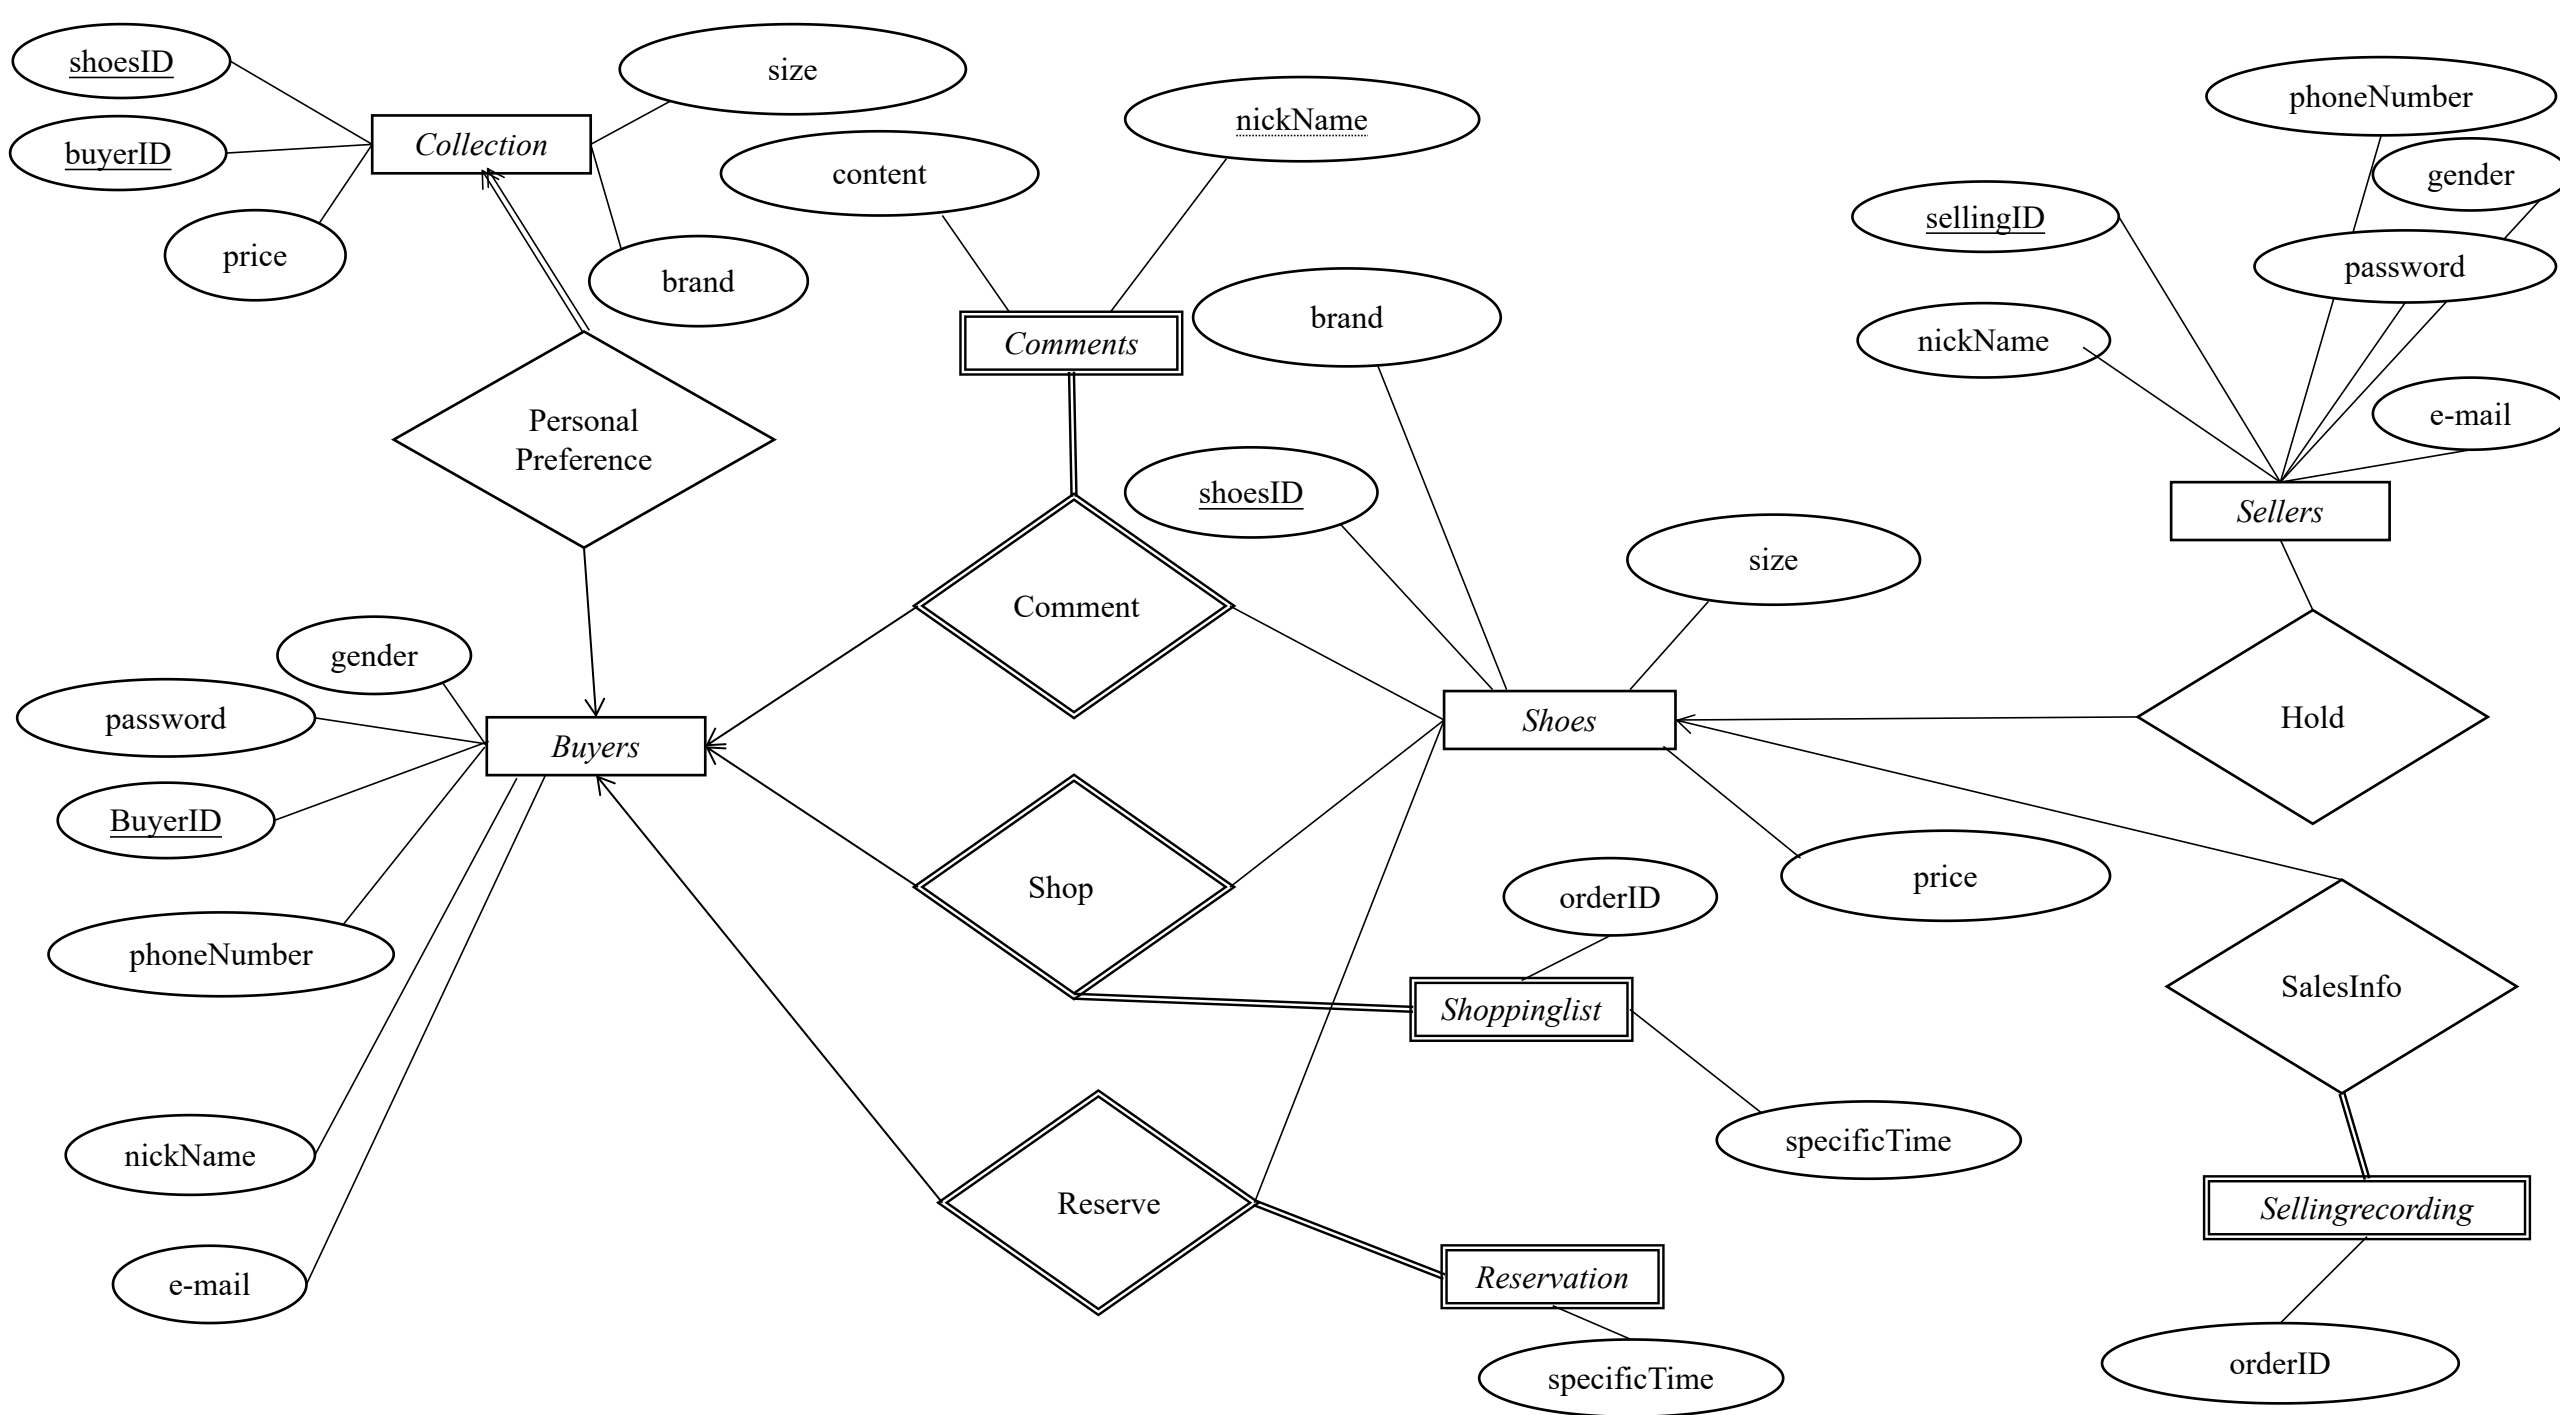 shoesID
size
phoneNumber
nickName
Collection
buyerID
content
gender
sellingID
price
brand
password
brand
nickName
Comments
e-mail
Personal
Preference
shoesID
Sellers
size
Comment
gender
password
Buyers
Shoes
Hold
BuyerID
Shop
price
orderID
phoneNumber
Shoppinglist
SalesInfo
nickName
specificTime
Reserve
Sellingrecording
e-mail
Reservation
specificTime
orderID